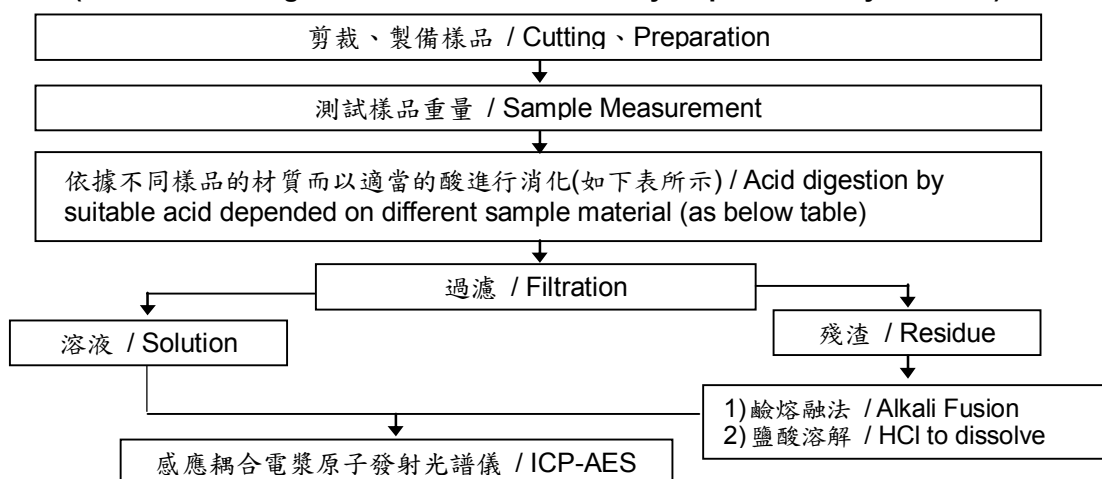 剪裁、製備樣品 / Cutting、Preparation
測試樣品重量 / Sample Measurement
依據不同樣品的材質而以適當的酸進行消化(如下表所示) / Acid digestion by
suitable acid depended on different sample material (as below table)
過濾 / Filtration
溶液 / Solution
殘渣 / Residue
1)鹼熔融法 / Alkali Fusion
2)鹽酸溶解 / HCl to dissolve
感應耦合電漿原子發射光譜儀 / ICP-AES